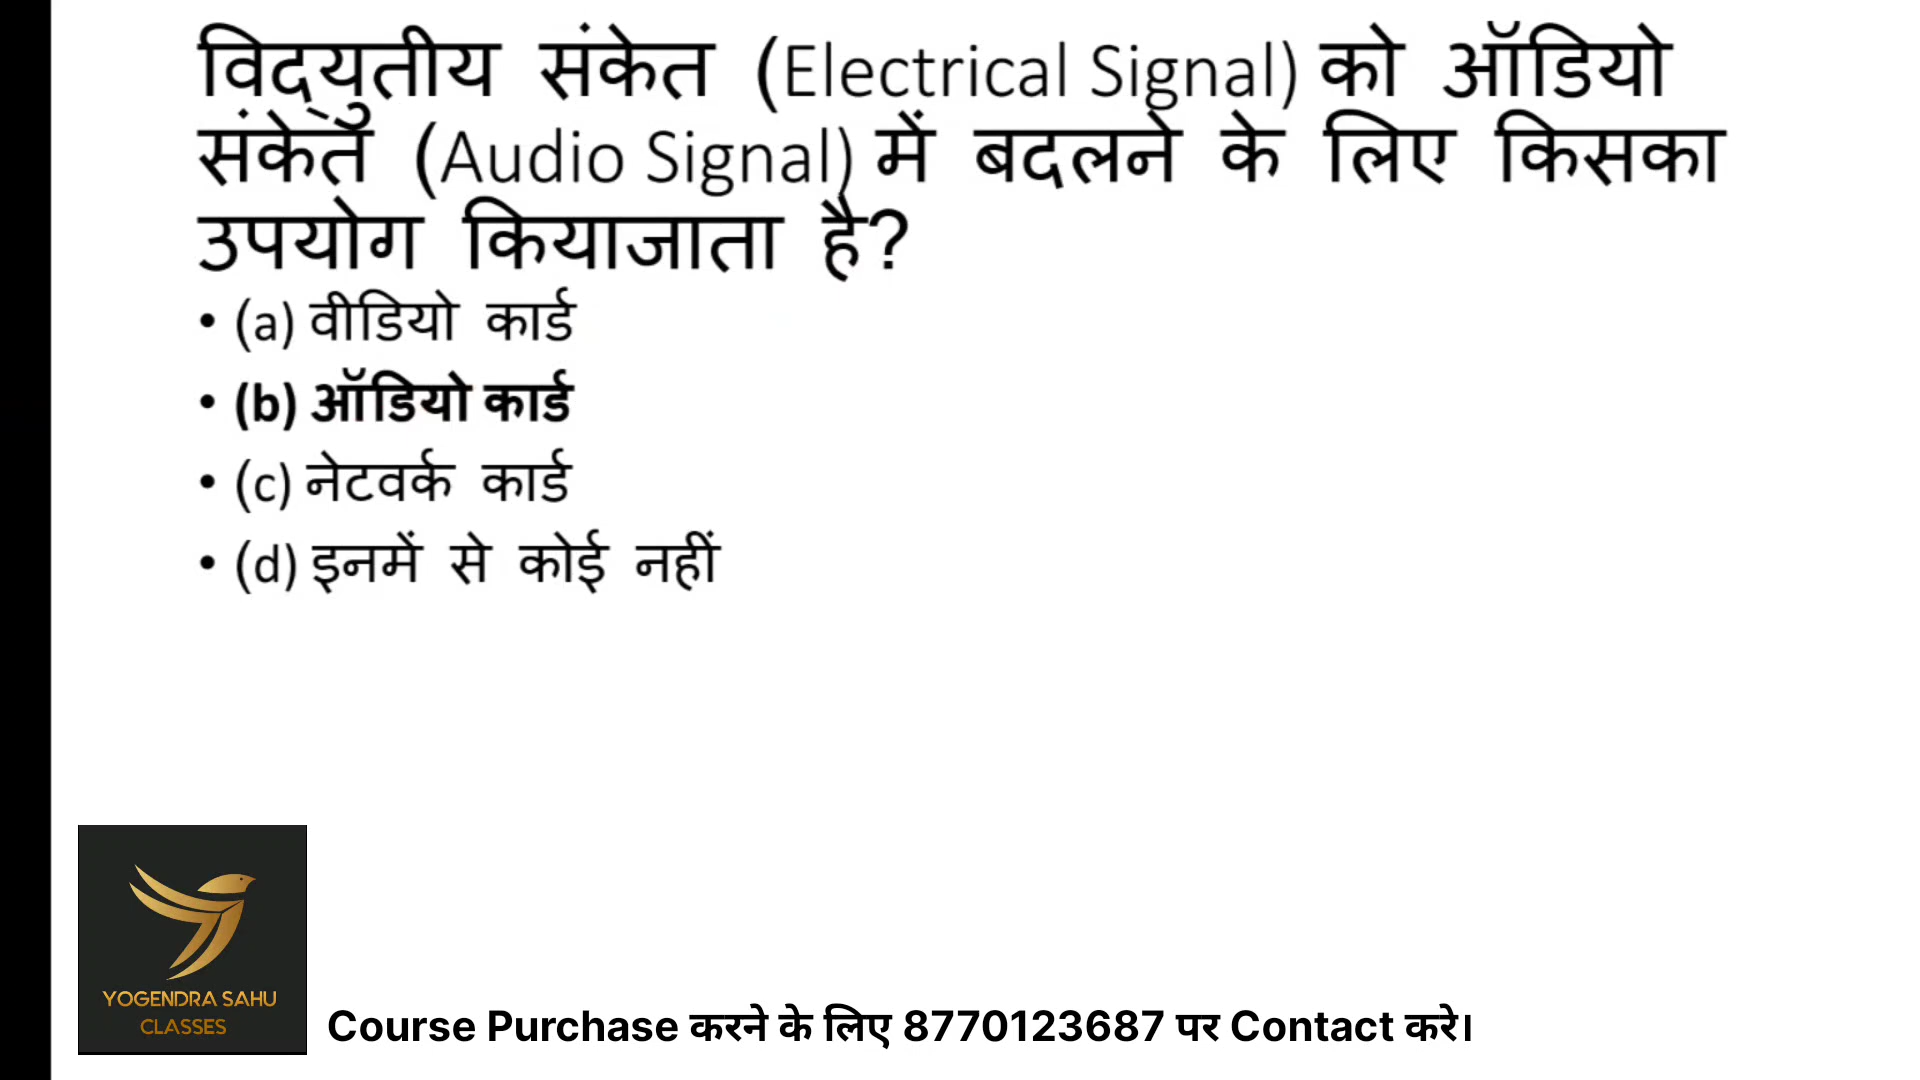 विद्युतीय संकेत (Electrical Signal) को ऑडियो
संकेत (Audio Signal) में बदलने के लिए किसका
उपयोग कियाजाता है?
• (a) वीडियो कार्ड
• (b) ऑडियो कार्ड
• (c) नेटवर्क कार्ड
• (d) इनमें से कोई नहीं
YOGENDRA SAHU
CLASSES
Course Purchase करने के लिए 8770123687 पर Contact करे।